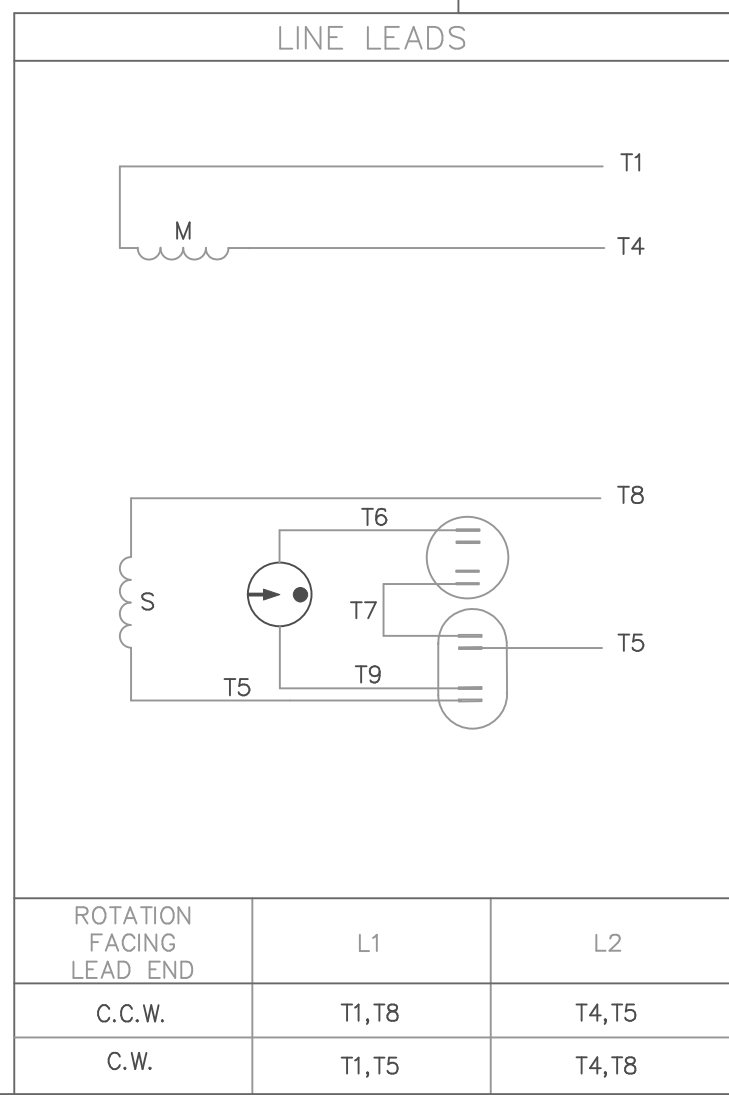 LINE LEADS
T1
M
T4
T8
T6
S
T7
T5
T9
T5
ROTATION
FACING
LEAD END
L1
L2
C.C.W.
T1,T8
T4,T5
C.W.
T1,T5
T4,T8